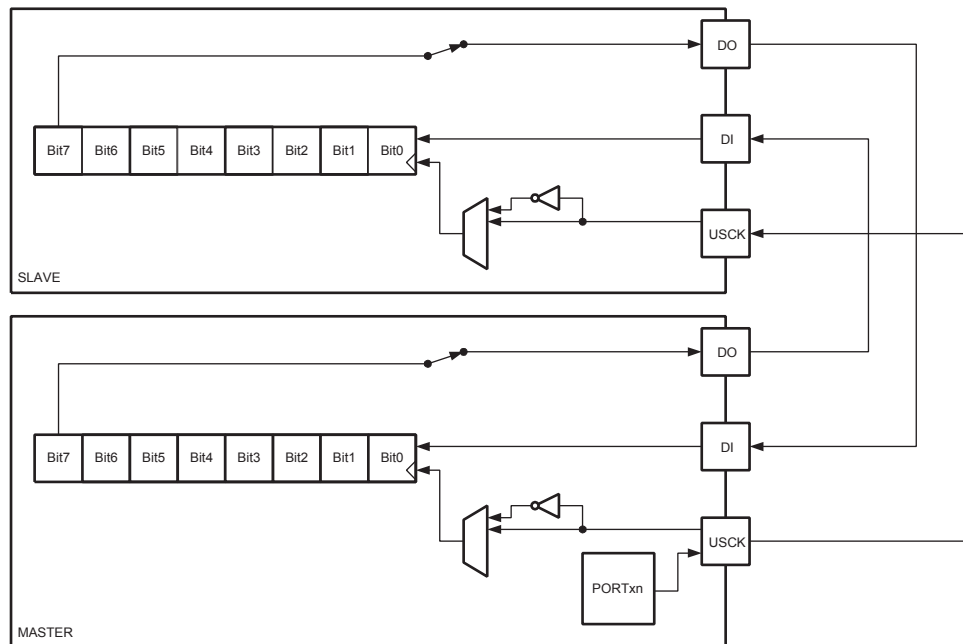 DO
Bit7 Bit6 Bit5 Bit4 Bit3 Bit2 Bit1 Bit0
DI
USCK
SLAVE
DO
Bit7 Bit6 Bit5 Bit4 Bit3 Bit2 Bit1 Bit0
DI
USCK
PORTxn
MASTER